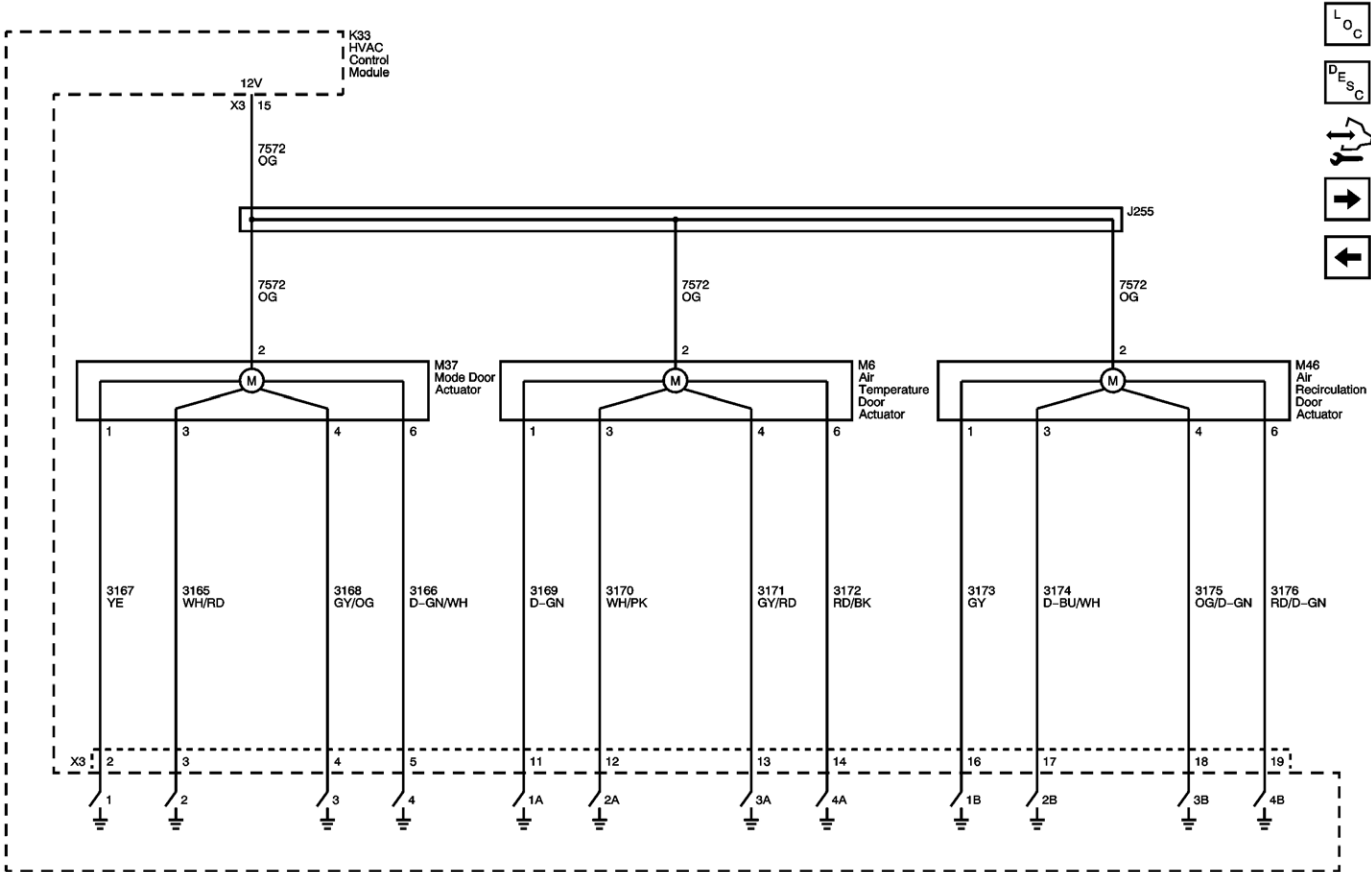 K33
HVAC
Control
Module
LOC
12V
X3 15
DESC
7572
OG
J255
7572
OG
7572
OG
7572
OG
2
2
2
M37
Mode Door
Actuator
M6
Air
Temperature
Door
Actuator
M46
Air
Recirculation
Door
Actuator
M
M
M
1 3 4 6
1 3 4 6
1 3 4 6
3167
YE
3165
WH/RD
3168
GY/OG
3166
D-GN/WH
3169
D-GN
3170
WH/PK
3171
GY/RD
3172
RD/BK
3173
GY
3174
D-BU/WH
3175
OG/D-GN
3176
RD/D-GN
X3 2 3 4 5 11 12 13 14 16 17 18 19
1 2 3 4 1A 2A 3A 4A 1B 2B 3B 4B